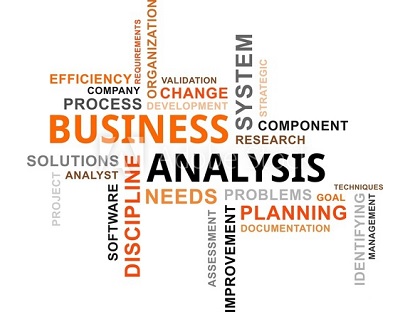 REQUIREMENTS
ORGANIZATION
EFFICIENCY
VALIDATION
COMPANY
CHANGE
PROCESS
DEVELOPMENT
SYSTEM
STRATEGIC
BUSINESS
COMPONENT
RESEARCH
SOLUTIONS
ANALYSIS
ANALYST
PROJECT
SOFTWARE
DISCIPLINE
NEEDS
PROBLEMS
TECHNIQUES
GOAL
PLANNING
DOCUMENTATION
ASSESSMENT
IMPROVEMENT
IDENTIFYING
MANAGEMENT